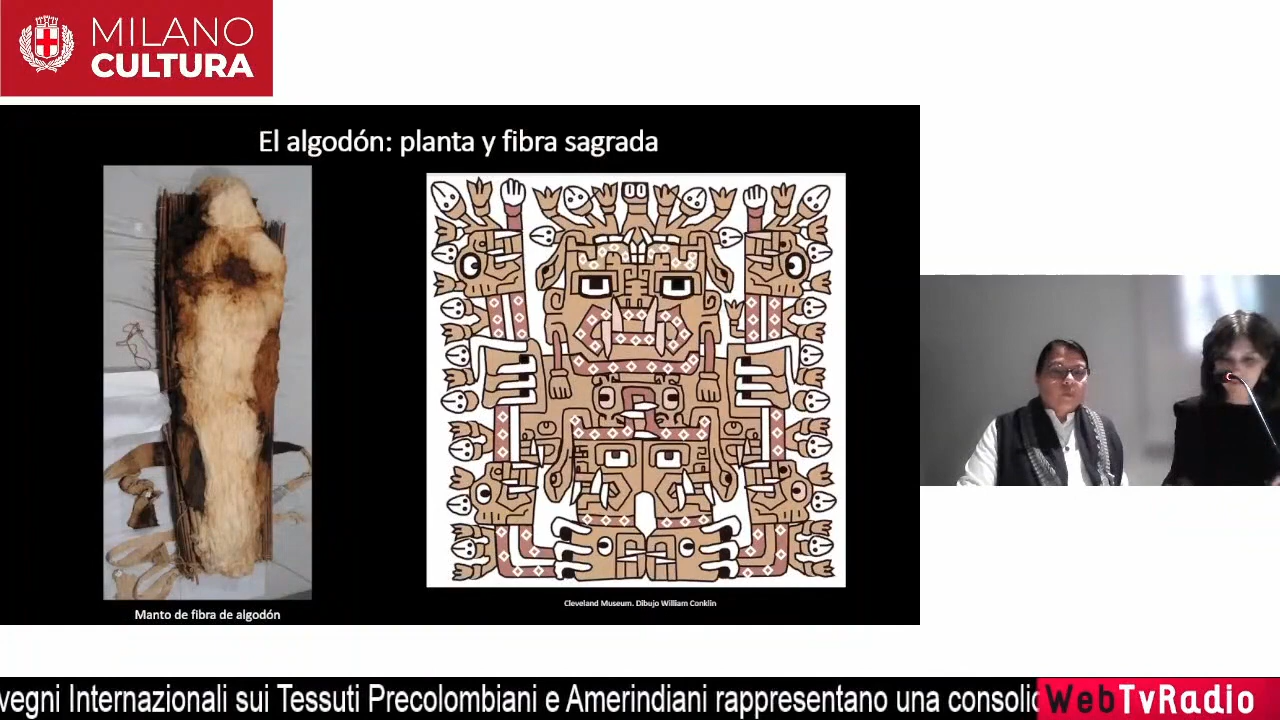 MILANO
CULTURA
El algodón: planta y fibra sagrada
Cleveland Museum. Dibujo William Conklin
Manto de fibra de algodón
vegni Internazionali sui Tessuti Precolombiani e Amerindiani rappresentano una consolid
WebTvRadio